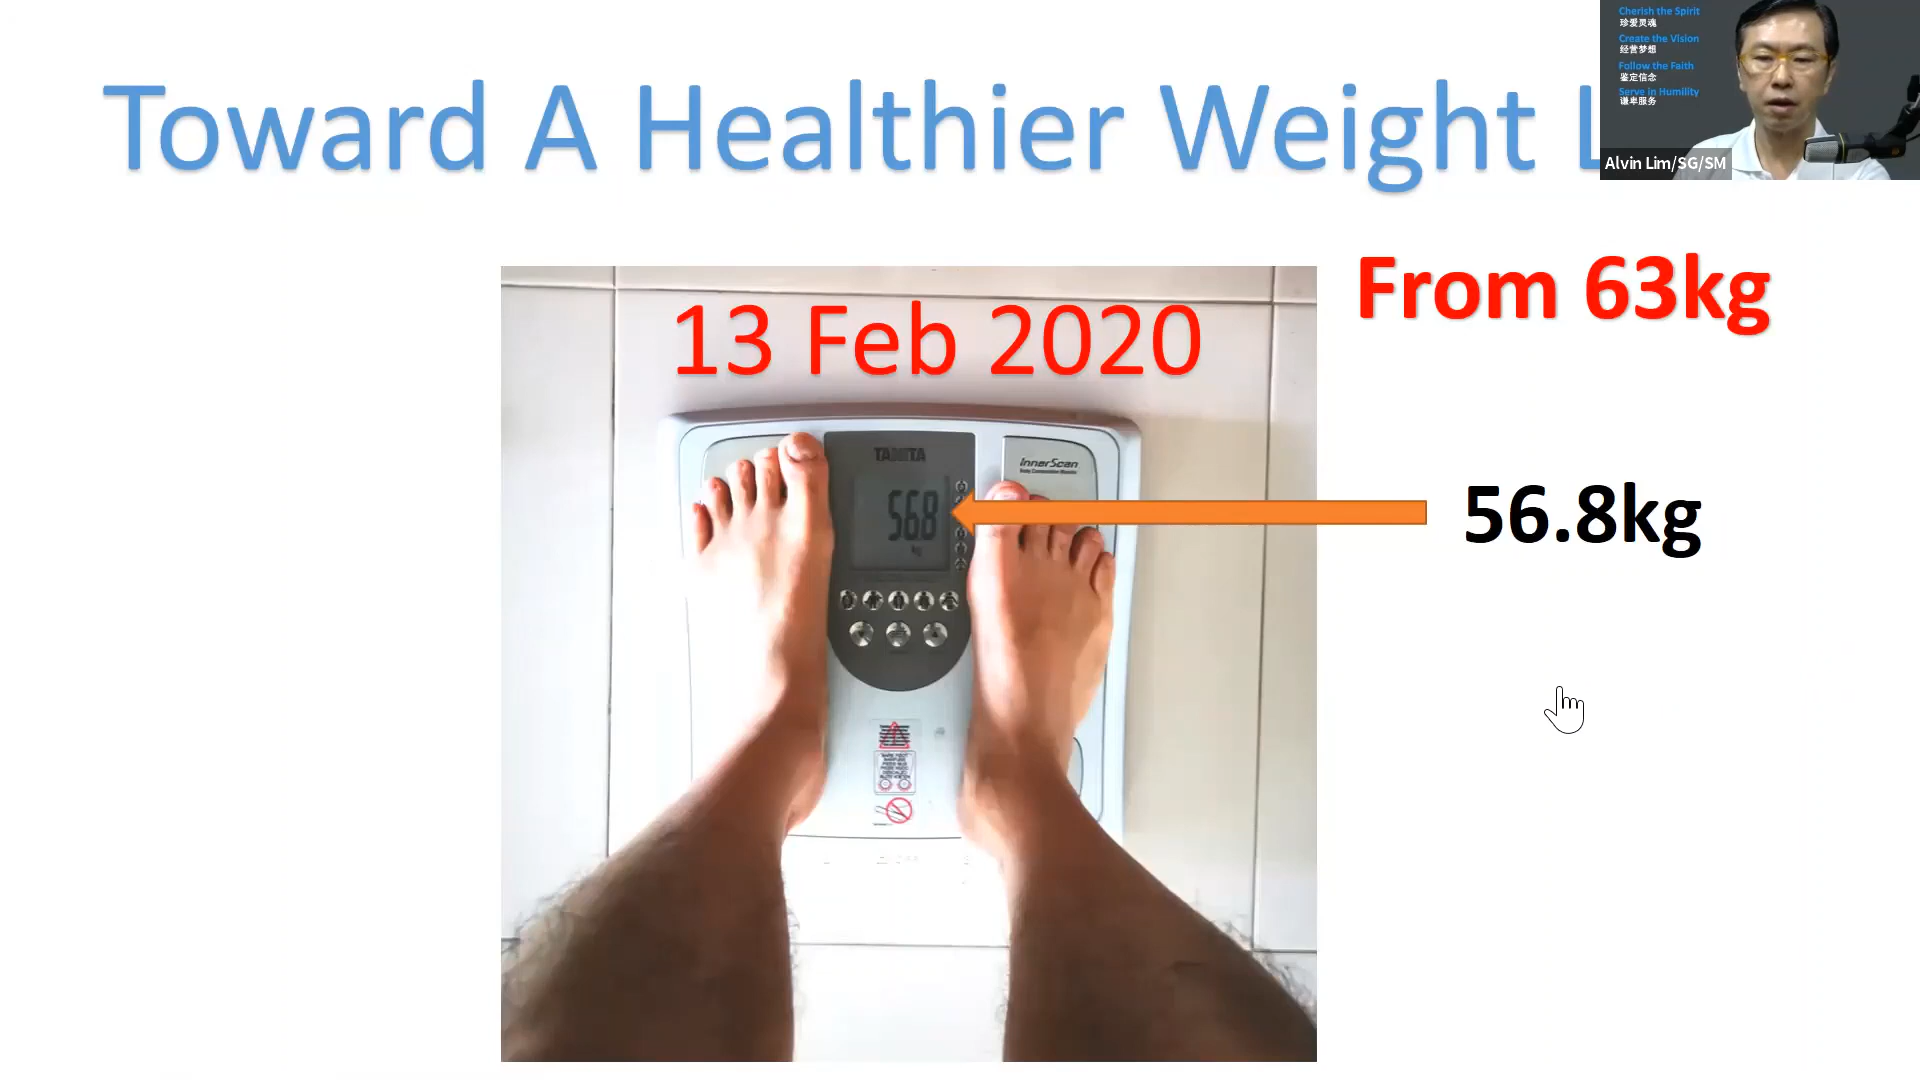 Toward A Healthier Weight L
Cherish the Spirit
珍爱灵魂
Create the Vision
经营梦想
Follow the Faith
鉴定信念
Serve in Humility
谦卑服务
Alvin Lim/SG/SM
From 63kg
13 Feb 2020
TANITA
InnerScan
56.8
kg
56.8kg